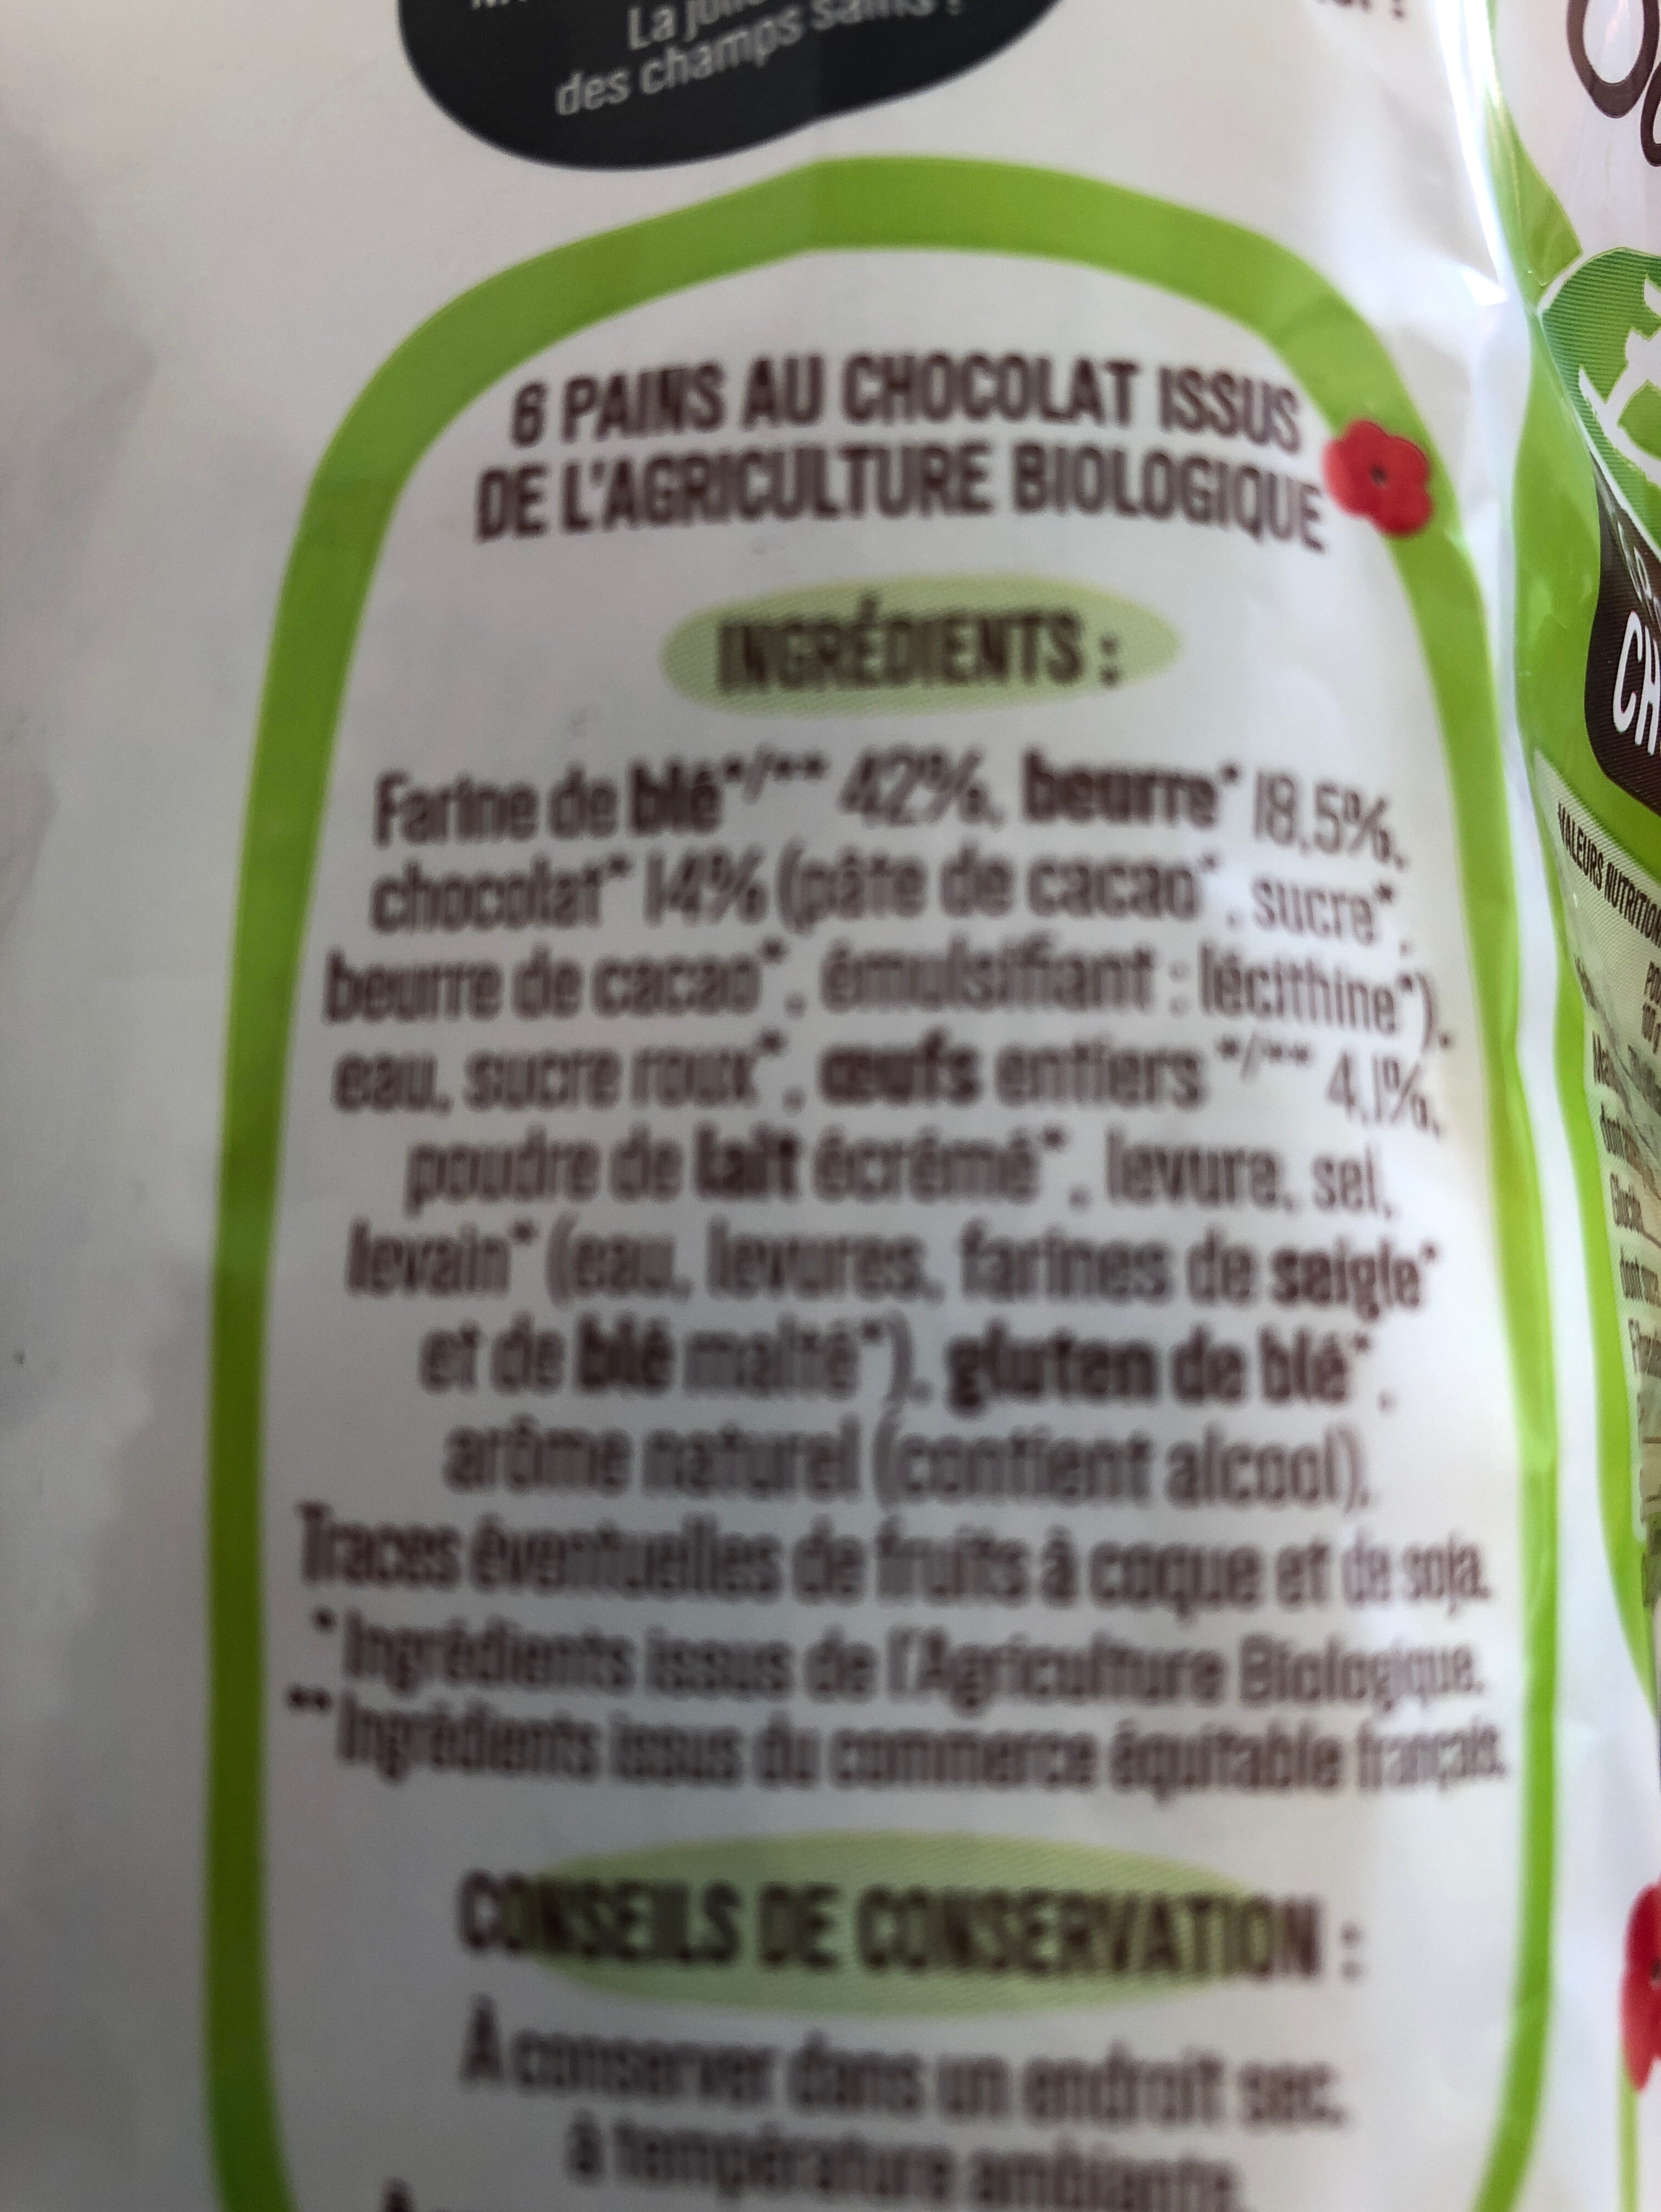 La
des champs sains !
6 PAINS AU CHOCOLAT ISSUS
DE L'AGRICULTURE BIOLOGIQUE
INGRÉDIENTS :
Farine de blé*/** 42%, beurre* 18,5%,
chocolat* 14% (pâte de cacao*, sucre*,
beurre de cacao*, émulsifiant : lécithine*),
eau, sucre roux*, œufs entiers */** 4,1%,
poudre de lait écrémé*, levure, sel,
levain* (eau, levures, farines de seigle*
et de blé malté*), gluten de blé*,
arôme naturel (contient alcool).
Traces éventuelles de fruits à coque et de soja.
* Ingrédients issus de l'Agriculture Biologique.
** Ingrédients issus du commerce équitable français.
CONSEILS DE CONSERVATION :
À conserver dans un endroit sec,
à température ambiante.
CH
VALEURS NUTRITION